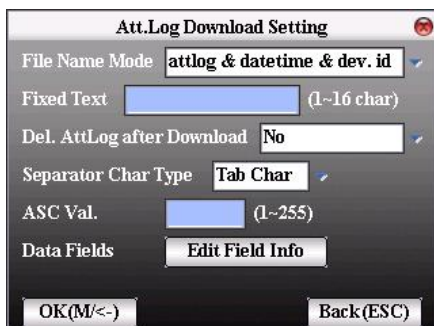 Att.Log Download Setting
File Name Mode attlog & datetime & dev. id
Fixed Text (1~16 char)
Del. AttLog after Download No
Separator Char Type Tab Char
ASC Val. (1~255)
Data Fields Edit Field Info
OK(M/<-) Back(ESC)